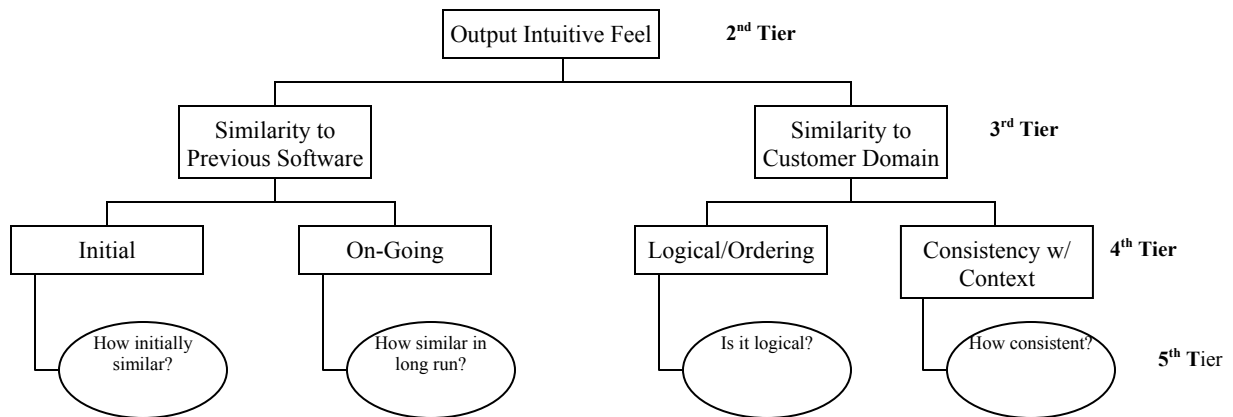 Output Intuitive Feel
2nd Tier
Similarity to
Previous Software
Similarity to
Customer Domain
3rd Tier
Initial
On-Going
Logical/Ordering
Consistency w/
Context
4th Tier
How initially
similar?
How similar in
long run?
Is it logical?
How consistent?
5th Tier